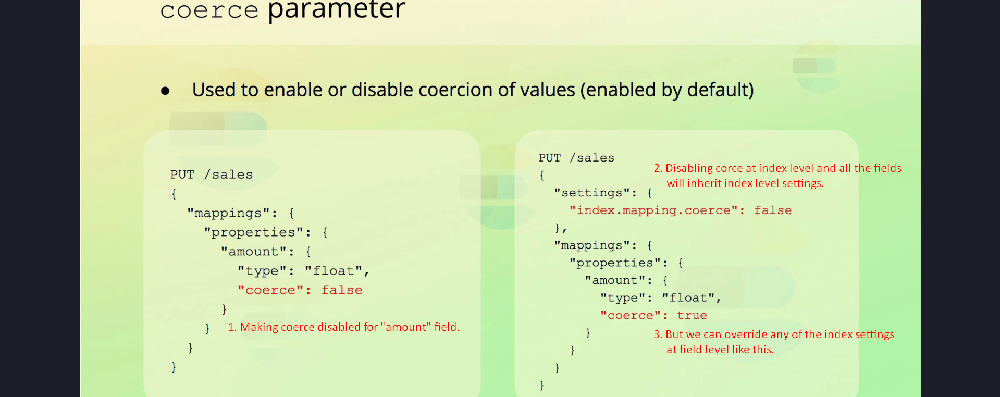 coerce parameter
● Used to enable or disable coercion of values (enabled by default)
PUT /sales
{
"mappings": {
"properties": {
"amount": {
"type": "float",
"coerce": false
}
} 1. Making coerce disabled for "amount" field.
}
}
PUT /sales
{
2. Disabling corce at index level and all the fields
will inherit index level settings.
"settings": {
"index.mapping.coerce": false
},
"mappings": {
"properties": {
"amount": {
"type": "float",
"coerce": true
}
3. But we can override any of the index settings
at field level like this.
}
}
}